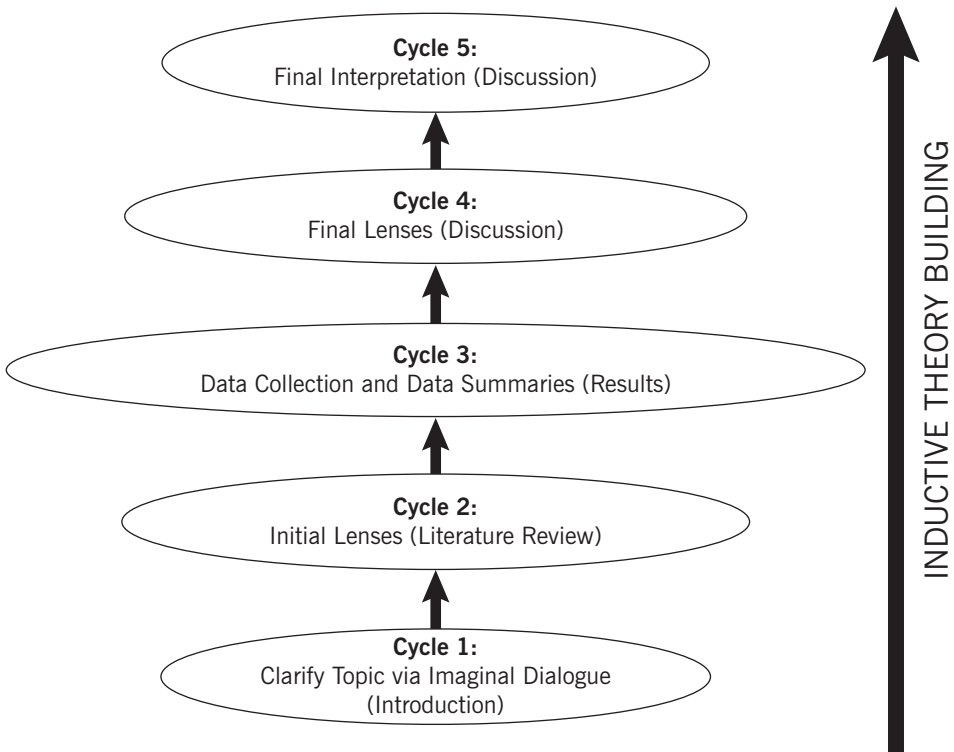 Cycle 5:
Final Interpretation (Discussion)
Cycle 4:
Final Lenses (Discussion)
Cycle 3:
Data Collection and Data Summaries (Results)
Cycle 2:
Initial Lenses (Literature Review)
Cycle 1:
Clarify Topic via Imaginal Dialogue
(Introduction)
INDUCTIVE THEORY BUILDING